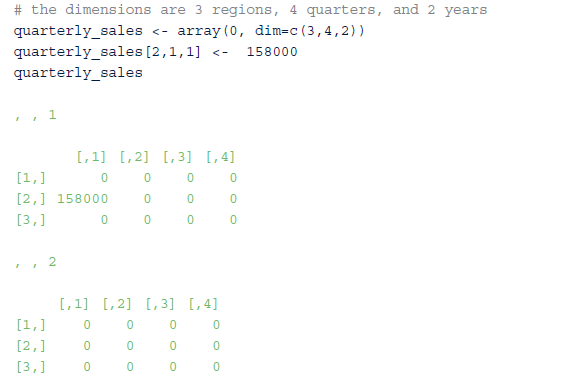 # the dimensions are 3 regions, 4 quarters, and 2 years
quarterly_sales <- array(0, dim=c(3,4,2))
quarterly_sales[2,1,1] <-  158000
quarterly_sales
, , 1
       [,1] [,2] [,3] [,4]
[1,]      0    0    0    0
[2,] 158000    0    0    0
[3,]      0    0    0    0
, , 2
     [,1] [,2] [,3] [,4]
[1,]    0    0    0    0
[2,]    0    0    0    0
[3,]    0    0    0    0